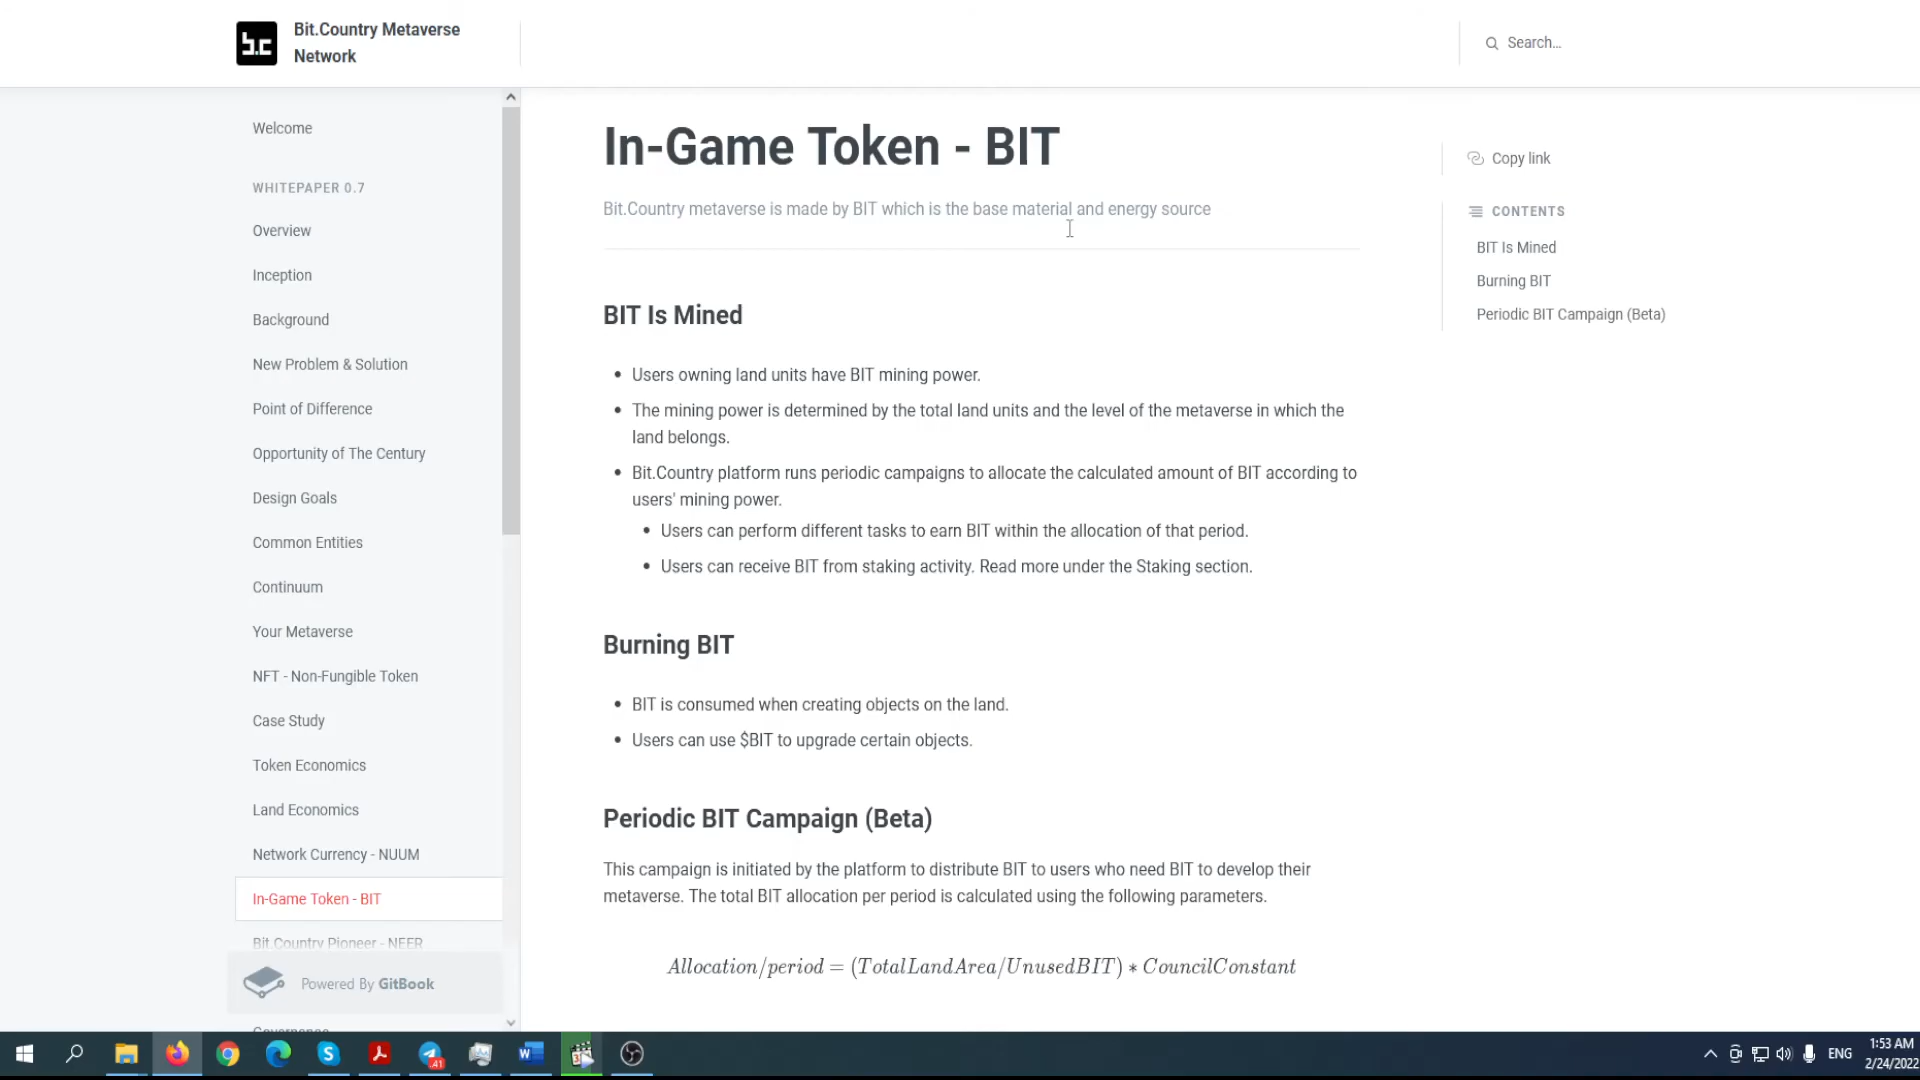 b.c
Bit.Country Metaverse
Network
Search...
Welcome
WHITEPAPER 0.7
Overview
Inception
Background
New Problem & Solution
Point of Difference
Opportunity of The Century
Design Goals
Common Entities
Continuum
Your Metaverse
NFT - Non-Fungible Token
Case Study
Token Economics
Land Economics
Network Currency - NUUM
In-Game Token - BIT
Bit.Country Pioneer - NEER
Powered By GitBook
Governance
In-Game Token - BIT
Bit.Country metaverse is made by BIT which is the base material and energy source
BIT Is Mined
• Users owning land units have BIT mining power.
• The mining power is determined by the total land units and the level of the metaverse in which the
land belongs.
• Bit.Country platform runs periodic campaigns to allocate the calculated amount of BIT according to
users' mining power.
• Users can perform different tasks to earn BIT within the allocation of that period.
• Users can receive BIT from staking activity. Read more under the Staking section.
Burning BIT
• BIT is consumed when creating objects on the land.
• Users can use $BIT to upgrade certain objects.
Periodic BIT Campaign (Beta)
This campaign is initiated by the platform to distribute BIT to users who need BIT to develop their
metaverse. The total BIT allocation per period is calculated using the following parameters.
Allocation/period = (TotalLandArea/UnusedBIT) * CouncilConstant
Copy link
CONTENTS
BIT Is Mined
Burning BIT
Periodic BIT Campaign (Beta)
ENG
1:53 AM
2/24/2022